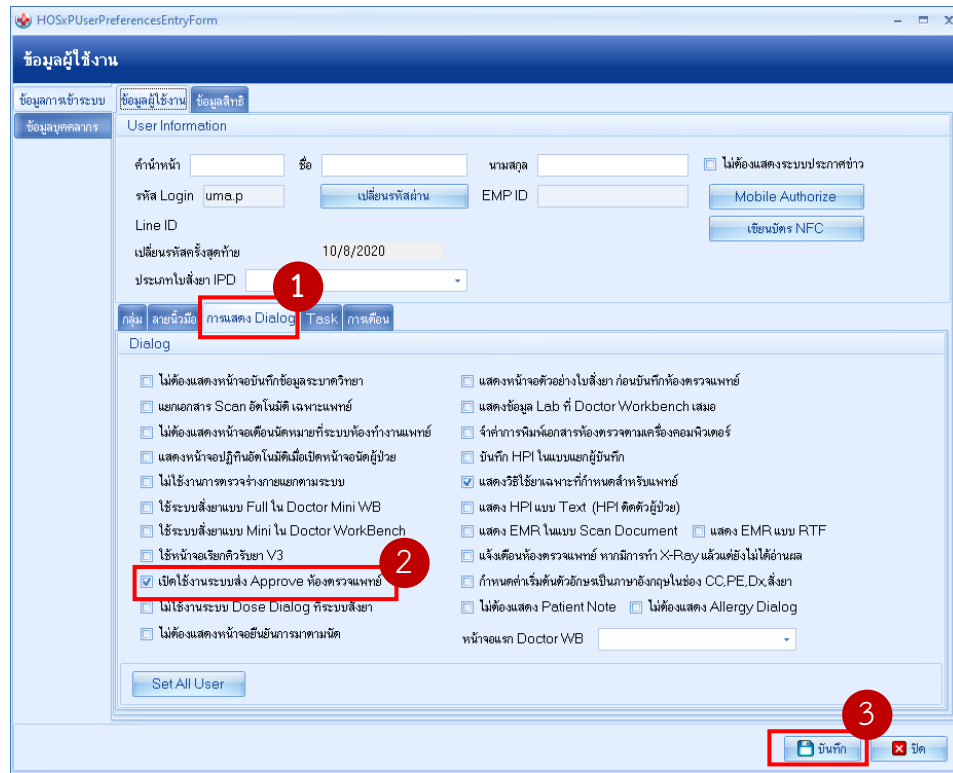 HOSxPUserPreferencesEntryForm
ข้อมูลผู้ใช้งาน
ข้อมูลการเข้าระบบ
ข้อมูลบุคคลากร
ข้อมูลผู้ใช้งาน ข้อมูลสิทธิ
User Information
คำนำหน้า ชื่อ นามสกุล ไม่ต้องแสดงระบบประกาศข่าว
รหัส Login uma.p เปลี่ยนรหัสผ่าน EMP ID Mobile Authorize
Line ID เขียนบัตร NFC
เปลี่ยนรหัสครั้งสุดท้าย 10/8/2020
ประเภทใบสั่งยา IPD
1
กลุ่ม ลายนิ้วมือ การแสดง Dialog Task การเตือน
Dialog
ไม่ต้องแสดงหน้าจอบันทึกข้อมูลระบาดวิทยา แสดงหน้าจอตัวอย่างใบสั่งยา ก่อนบันทึกห้องตรวจแพทย์
แยกเอกสาร Scan อัตโนมัติ เฉพาะแพทย์ แสดงข้อมูล Lab ที่ Doctor Workbench เสมอ
ไม่ต้องแสดงหน้าจอเตือนนัดหมายที่ระบบห้องทำงานแพทย์ จำค่าการพิมพ์เอกสารห้องตรวจตามเครื่องคอมพิวเตอร์
แสดงหน้าจอปฏิทินอัตโนมัติเมื่อเปิดหน้าจอนัดผู้ป่วย บันทึก HPI ในแบบแยกผู้บันทึก
ไม่ใช้งานการตรวจร่างกายแยกตามระบบ แสดงวิธีใช้ยาเฉพาะที่กำหนดสำหรับแพทย์
ใช้ระบบสั่งยาแบบ Full ใน Doctor Mini WB แสดง HPI แบบ Text (HPI ติดตัวผู้ป่วย)
ใช้ระบบสั่งยาแบบ Mini ใน Doctor WorkBench แสดง EMR ในแบบ Scan Document แสดง EMR แบบ RTF
ใช้หน้าจอเรียกคิวรับยา V3 แจ้งเตือนห้องตรวจแพทย์ หากมีการทำ X-Ray แล้วแต่ยังไม่ได้อ่านผล
2
เปิดใช้งานระบบส่ง Approve ห้องตรวจแพทย์ กำหนดค่าเริ่มต้นตัวอักษรเป็นภาษาอังกฤษในช่อง CC,PE,Dx,สั่งยา
ไม่ใช้งานระบบ Dose Dialog ที่ระบบสั่งยา ไม่ต้องแสดง Patient Note ไม่ต้องแสดง Allergy Dialog
ไม่ต้องแสดงหน้าจอยืนยันการมาตามนัด หน้าจอแรก Doctor WB
Set All User
3
บันทึก ปิด